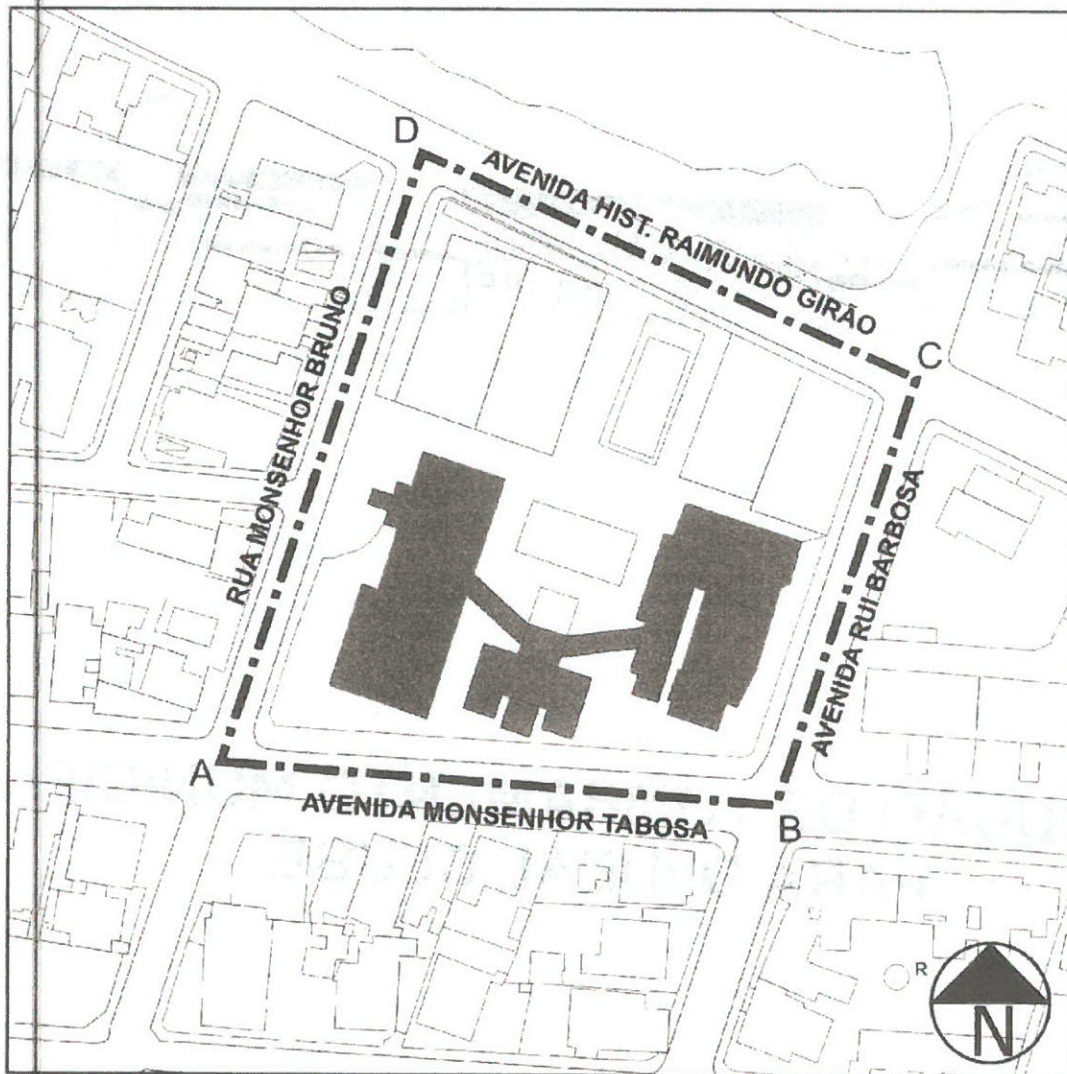 D
AVENIDA HIST. RAIMUNDO GIRÃO
C
RUA MONSENHOR BRUNO
AVENIDA RUI BARBOSA
A
AVENIDA MONSENHOR TABOSA
B
R
N